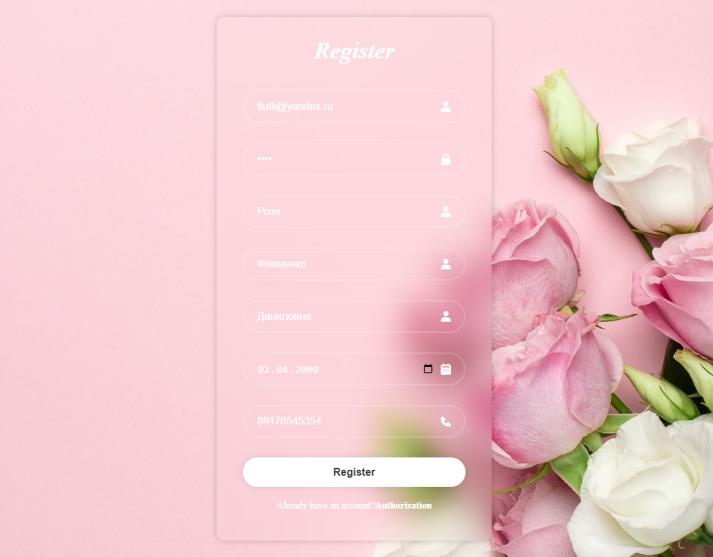 Register
fluffi@yandex.ru
••••
Роза
Фламенко
Даниловна
02.04.2000
89176545354
Register
Already have an account?Authorization